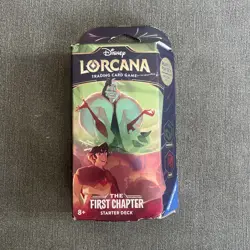 Disney
LORCANA
TRADING CARD GAME
THE
FIRST CHAPTER
STARTER DECK
8+